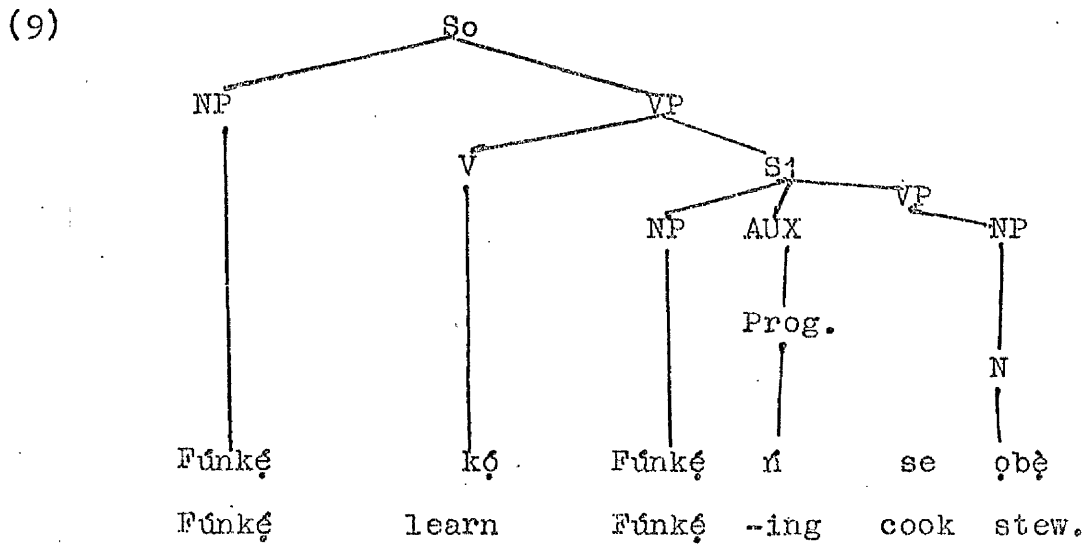 (9)
So
NP VP
V S1
NP AUX VP NP
Prog.
N
Fúnkẹ́ kọ́ Fúnkẹ́ ń se ọbẹ̀
Fúnkẹ́ learn Fúnkẹ́ -ing cook stew.